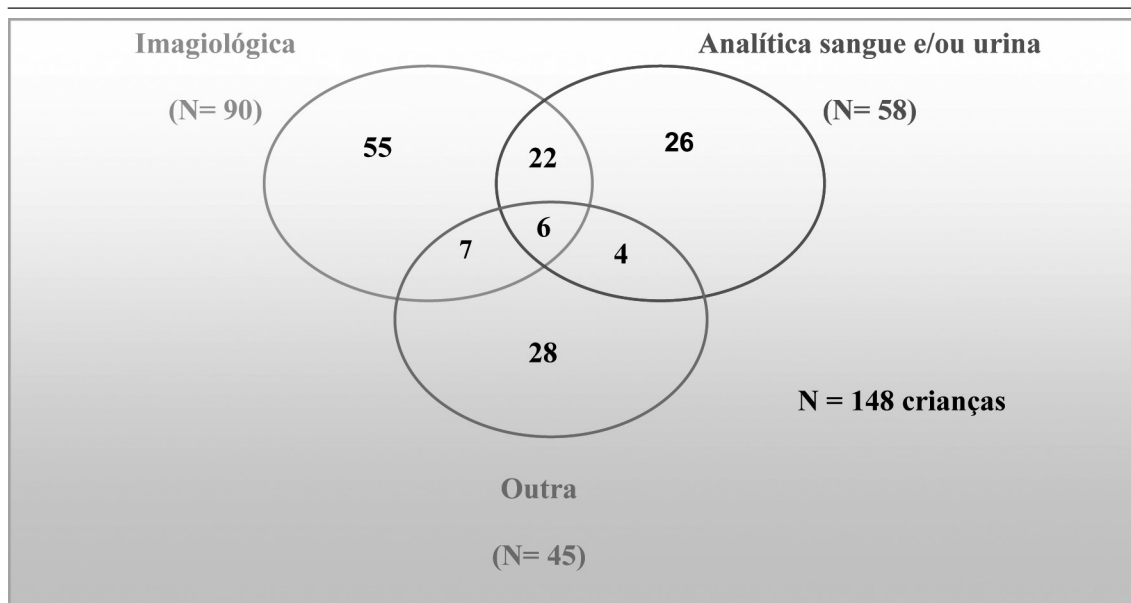 Imagiológica
(N= 90)
Analítica sangue e/ou urina
(N= 58)
55
22
26
7
6
4
28
N = 148 crianças
Outra
(N= 45)